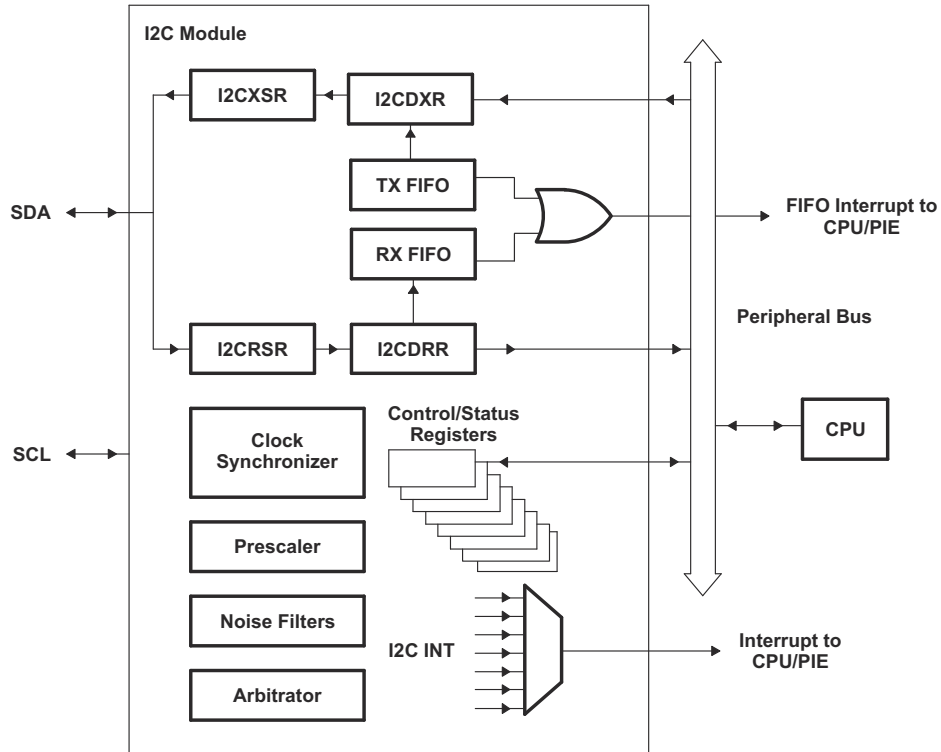 I2C Module
I2CXSR
I2CDXR
TX FIFO
RX FIFO
SDA
FIFO Interrupt to
CPU/PIE
Peripheral Bus
I2CRSR
I2CDRR
Control/Status
Registers
Clock
Synchronizer
SCL
CPU
Prescaler
Noise Filters
I2C INT
Interrupt to
CPU/PIE
Arbitrator